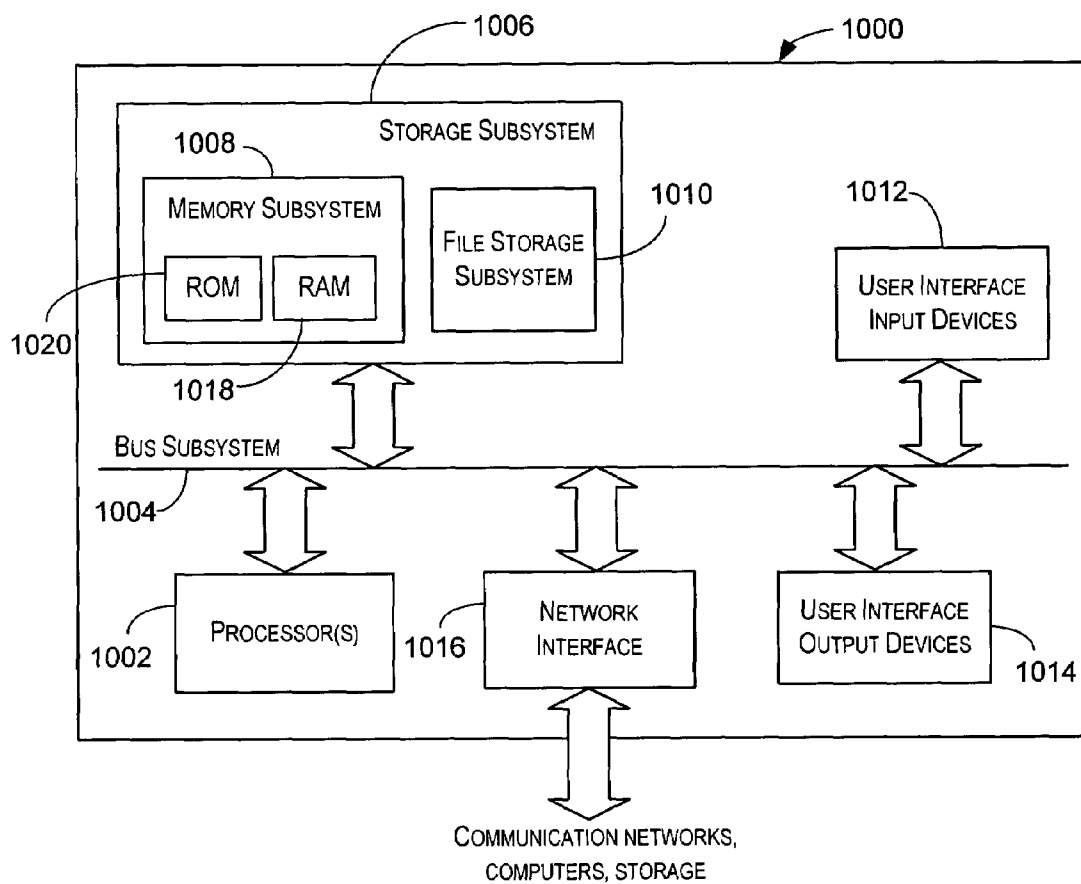 1006
1000
STORAGE SUBSYSTEM
1008
MEMORY SUBSYSTEM
ROM
RAM
1020
1018
FILE STORAGE
SUBSYSTEM
1010
1012
USER INTERFACE
INPUT DEVICES
BUS SUBSYSTEM
1004
PROCESSOR(S)
1002
NETWORK
INTERFACE
1016
USER INTERFACE
OUTPUT DEVICES
1014
COMMUNICATION NETWORKS,
COMPUTERS, STORAGE